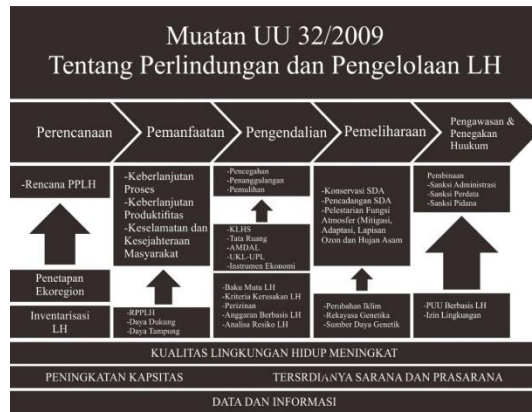 Muatan UU 32/2009
Tentang Perlindungan dan Pengelolaan LH
Perencanaan
Pemanfaatan
Pengendalian
Pemeliharaan
Pengawasan &
Penegakan
Huukum
-Rencana PPLH
Penetapan
Ekoregion
Inventarisasi
LH
-Keberlanjutan
Proses
-Keberlanjutan
Produktifitas
-Keselamatan dan
Kesejahteraan
Masyarakat
-RPPLH
-Daya Dukung
-Daya Tampung
-Pencegahan
-Penanggulangan
-Pemulihan
-KLHS
-Tata Ruang
-AMDAL
-UKL-UPL
-Instrumen Ekonomi
-Baku Mutu LH
-Kriteria Kerusakan LH
-Perizinan
-Anggaran Berbasis LH
-Analisa Resiko LH
-Konservasi SDA
-Pencadangan SDA
-Pelestarian Fungsi
Atmosfer (Mitigasi,
Adaptasi, Lapisan
Ozon dan Hujan Asam
-Perubahan Iklim
-Rekayasa Genetika
-Sumber Daya Genetik
Pembinaan
-Sanksi Administrasi
-Sanksi Perdata
-Sanksi Pidana
-PUU Berbasis LH
-Izin Lingkungan
KUALITAS LINGKUNGAN HIDUP MENINGKAT
PENINGKATAN KAPSITAS
TERSRDIANYA SARANA DAN PRASARANA
DATA DAN INFORMASI